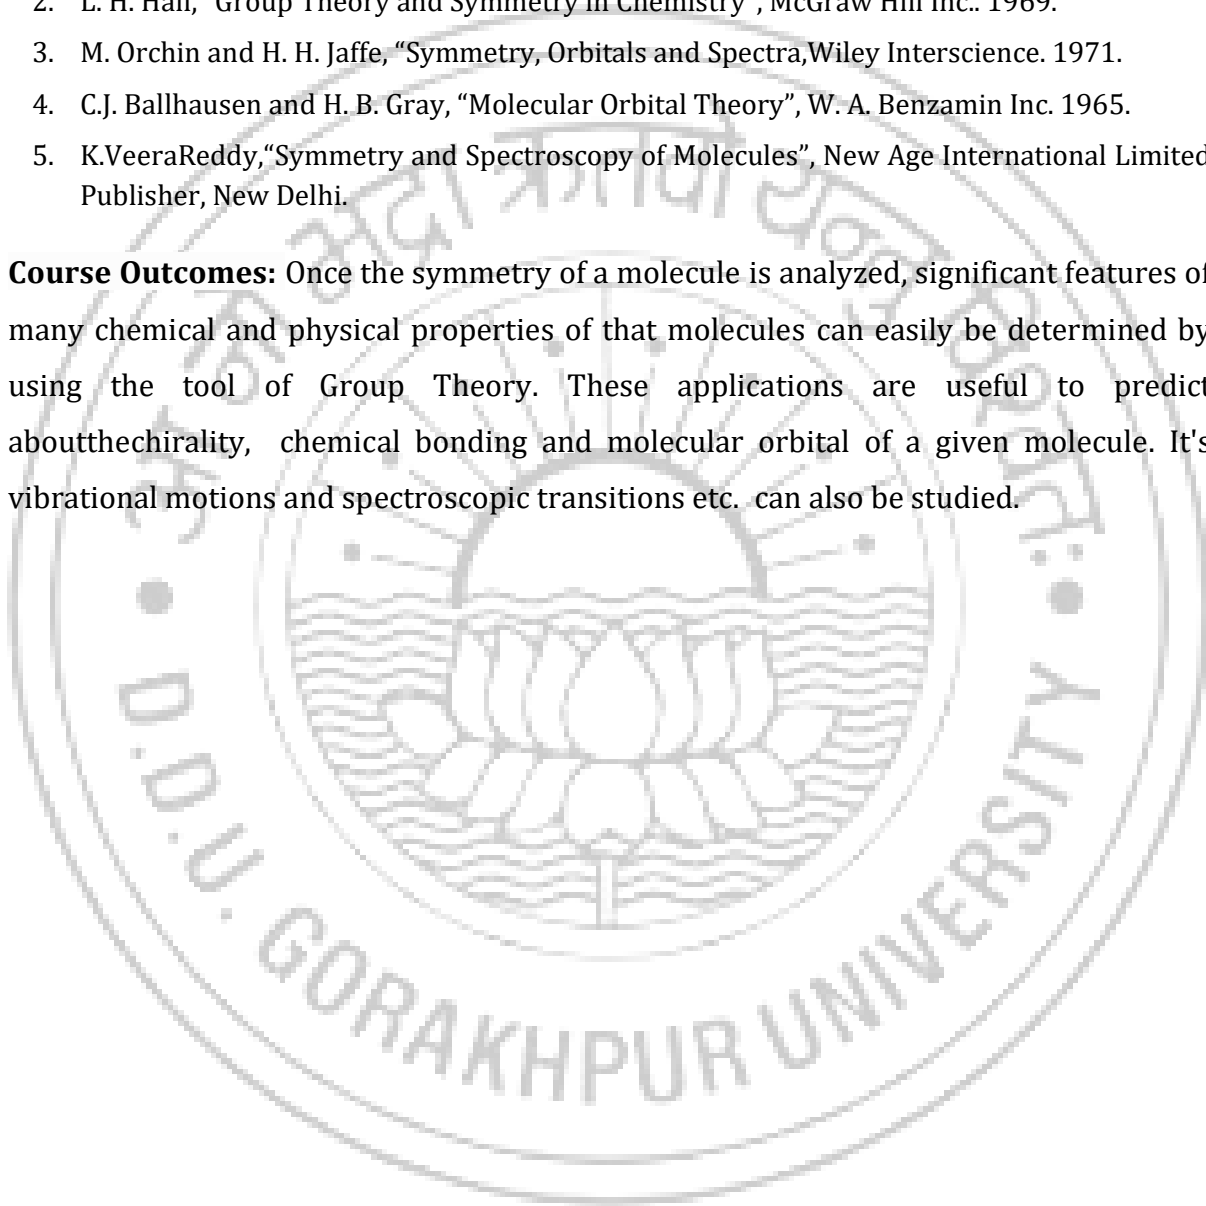 2. L. H. Hall, “Group Theory and Symmetry in Chemistry”, McGraw Hill Inc.. 1969.
3. M. Orchin and H. H. Jaffe, “Symmetry, Orbitals and Spectra,Wiley Interscience. 1971.
4. C.J. Ballhausen and H. B. Gray, “Molecular Orbital Theory”, W. A. Benzamin Inc. 1965.
5. K.VeeraReddy,“Symmetry and Spectroscopy of Molecules”, New Age International Limited
Publisher, New Delhi.
Course Outcomes: Once the symmetry of a molecule is analyzed, significant features of
many chemical and physical properties of that molecules can easily be determined by
using the tool of Group Theory. These applications are useful to predict
aboutthechirality, chemical bonding and molecular orbital of a given molecule. It's
vibrational motions and spectroscopic transitions etc. can also be studied.
आ नो भद्राः क्रतवो यन्तु विश्वतः
D.D.U. GORAKHPUR UNIVERSITY